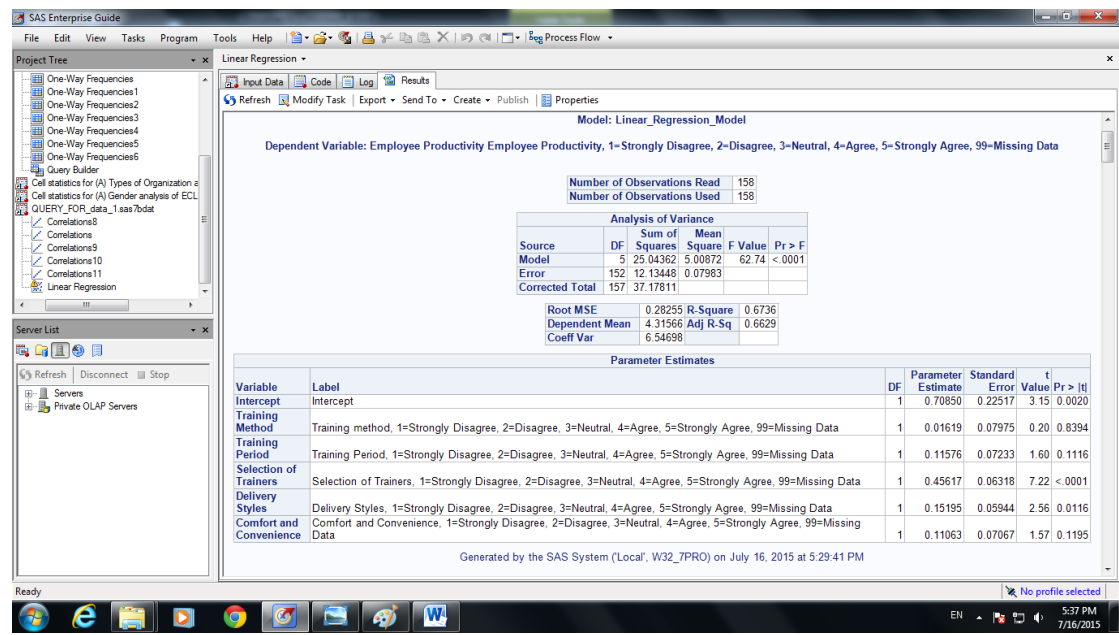 SAS Enterprise Guide
File Edit View Tasks Program Tools Help Process Flow
Project Tree
One-Way Frequencies
One-Way Frequencies1
One-Way Frequencies2
One-Way Frequencies3
One-Way Frequencies4
One-Way Frequencies5
One-Way Frequencies6
Query Builder
Cell statistics for (A) Types of Organization a
Cell statistics for (A) Gender analysis of ECL
QUERY_FOR_data_1.sas7bdat
Correlations8
Correlations
Correlations9
Correlations10
Correlations11
Linear Regression
Server List
Refresh Disconnect Stop
Servers
Private OLAP Servers
Linear Regression
Input Data Code Log Results
Refresh Modify Task Export Send To Create Publish Properties
Model: Linear_Regression_Model
Dependent Variable: Employee Productivity Employee Productivity, 1=Strongly Disagree, 2=Disagree, 3=Neutral, 4=Agree, 5=Strongly Agree, 99=Missing Data
Number of Observations Read 158
Number of Observations Used 158
Analysis of Variance
Source DF Sum of Squares Mean Square F Value Pr > F
Model 5 25.04362 5.00872 62.74 <.0001
Error 152 12.13448 0.07983
Corrected Total 157 37.17811
Root MSE 0.28255 R-Square 0.6736
Dependent Mean 4.31566 Adj R-Sq 0.6629
Coeff Var 6.54698
Parameter Estimates
Variable Label DF Parameter Estimate Standard Error t Value Pr > |t|
Intercept Intercept 1 0.70850 0.22517 3.15 0.0020
Training Method Training method, 1=Strongly Disagree, 2=Disagree, 3=Neutral, 4=Agree, 5=Strongly Agree, 99=Missing Data 1 0.01619 0.07975 0.20 0.8394
Training Period Training Period, 1=Strongly Disagree, 2=Disagree, 3=Neutral, 4=Agree, 5=Strongly Agree, 99=Missing Data 1 0.11576 0.07233 1.60 0.1116
Selection of Trainers Selection of Trainers, 1=Strongly Disagree, 2=Disagree, 3=Neutral, 4=Agree, 5=Strongly Agree, 99=Missing Data 1 0.45617 0.06318 7.22 <.0001
Delivery Styles Delivery Styles, 1=Strongly Disagree, 2=Disagree, 3=Neutral, 4=Agree, 5=Strongly Agree, 99=Missing Data 1 0.15195 0.05944 2.56 0.0116
Comfort and Convenience Comfort and Convenience, 1=Strongly Disagree, 2=Disagree, 3=Neutral, 4=Agree, 5=Strongly Agree, 99=Missing Data 1 0.11063 0.07067 1.57 0.1195
Generated by the SAS System ('Local', W32_7PRO) on July 16, 2015 at 5:29:41 PM
Ready
No profile selected
EN
5:37 PM
7/16/2015